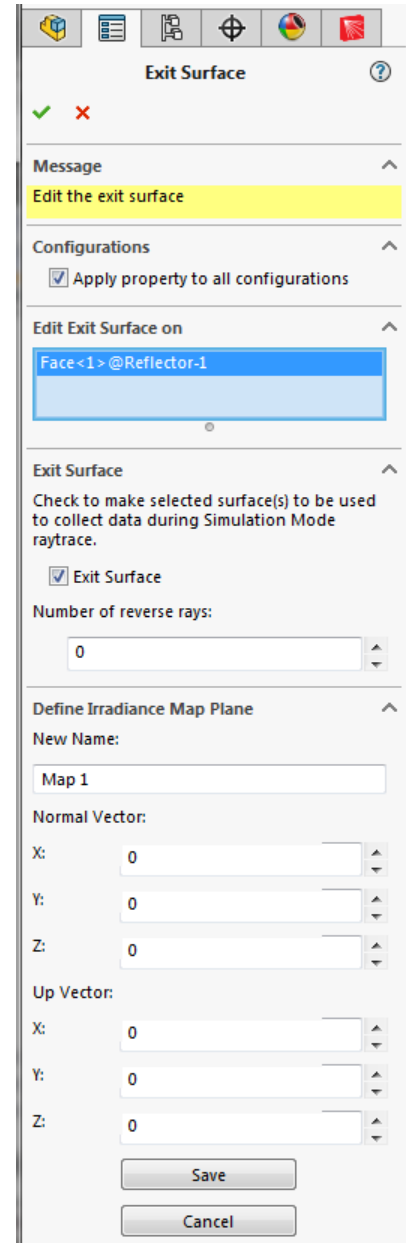 Exit Surface
?
Message
Edit the exit surface
Configurations
Apply property to all configurations
Edit Exit Surface on
Face<1>@Reflector-1
Exit Surface
Check to make selected surface(s) to be used
to collect data during Simulation Mode
raytrace.
Exit Surface
Number of reverse rays:
0
Define Irradiance Map Plane
New Name:
Map 1
Normal Vector:
X: 0
Y: 0
Z: 0
Up Vector:
X: 0
Y: 0
Z: 0
Save
Cancel